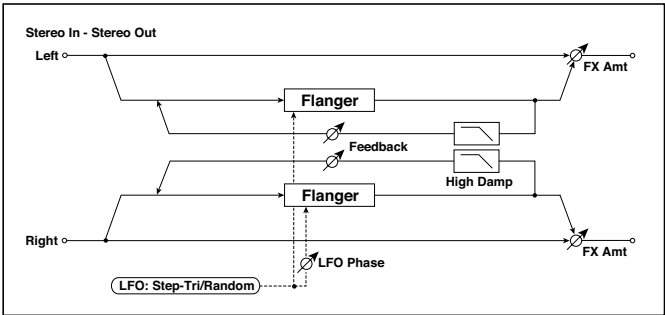 Stereo In - Stereo Out
Left
FX Amt
Flanger
Feedback
High Damp
Flanger
Right
FX Amt
LFO Phase
LFO: Step-Tri/Random